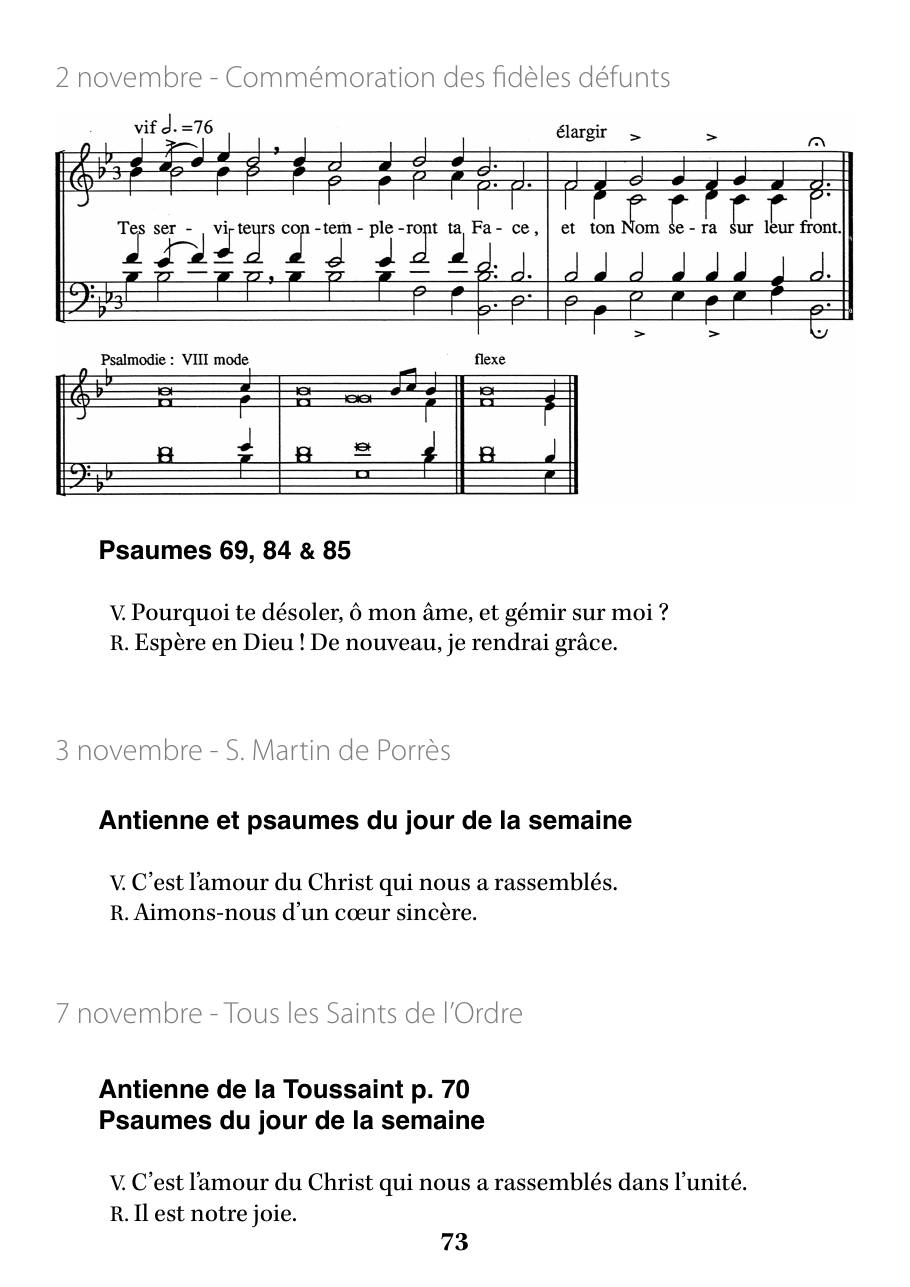 2 novembre - Commémoration des fidèles défunts
vif 𝅗𝅥. =76
élargir
Tes ser - vi-teurs con-tem-ple-ront ta Fa-ce, et ton Nom se-ra sur leur front.
Psalmodie : VIII mode
flexe
Psaumes 69, 84 & 85
V. Pourquoi te désoler, ô mon âme, et gémir sur moi ?
R. Espère en Dieu ! De nouveau, je rendrai grâce.
3 novembre - S. Martin de Porrès
Antienne et psaumes du jour de la semaine
V. C’est l’amour du Christ qui nous a rassemblés.
R. Aimons-nous d’un cœur sincère.
7 novembre - Tous les Saints de l’Ordre
Antienne de la Toussaint p. 70
Psaumes du jour de la semaine
V. C’est l’amour du Christ qui nous a rassemblés dans l’unité.
R. Il est notre joie.
73